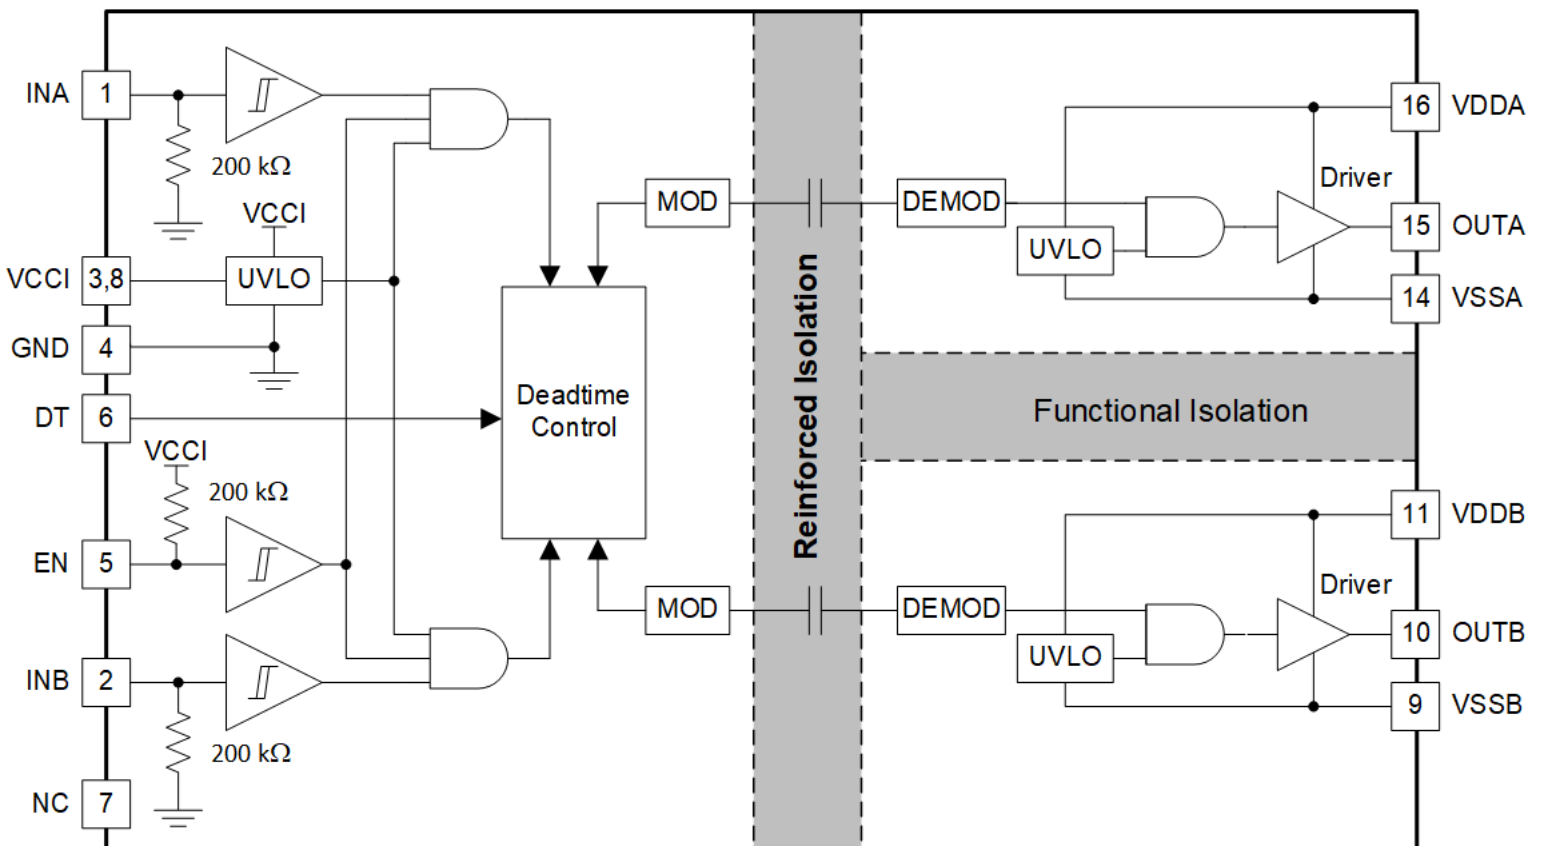 INA
1
200 kΩ
VCCI
VCCI
3,8
UVLO
GND
4
DT
6
VCCI
200 kΩ
EN
5
INB
2
200 kΩ
NC
7
Deadtime
Control
MOD
MOD
Reinforced Isolation
DEMOD
UVLO
Driver
16
VDDA
15
OUTA
14
VSSA
Functional Isolation
DEMOD
UVLO
Driver
11
VDDB
10
OUTB
9
VSSB